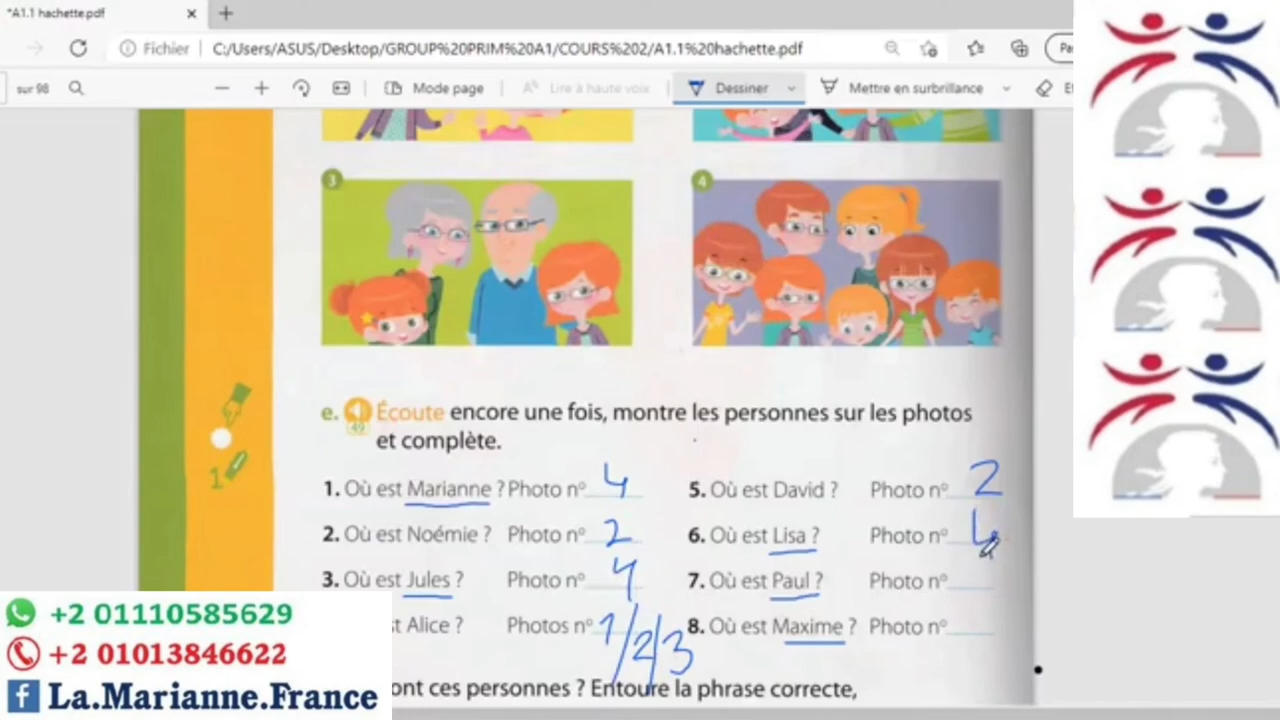 *A1.1 hachette.pdf
Fichier C:/Users/ASUS/Desktop/GROUP%20PRIM%20A1/COURS%202/A1.1%20hachette.pdf
sur 98 Mode page Lire à haute voix Dessiner Mettre en surbrillance
3 4
e. 49 Écoute encore une fois, montre les personnes sur les photos
et complète.
1. Où est Marianne ? Photo n° 4 5. Où est David ? Photo n° 2
2. Où est Noémie ? Photo n° 2 6. Où est Lisa ? Photo n°
3. Où est Jules ? Photo n° 4 7. Où est Paul ? Photo n°
st Alice ? Photos n° 1/2/3 8. Où est Maxime ? Photo n°
ont ces personnes ? Entoure la phrase correcte,
1
+2 01110585629
+2 01013846622
La.Marianne.France